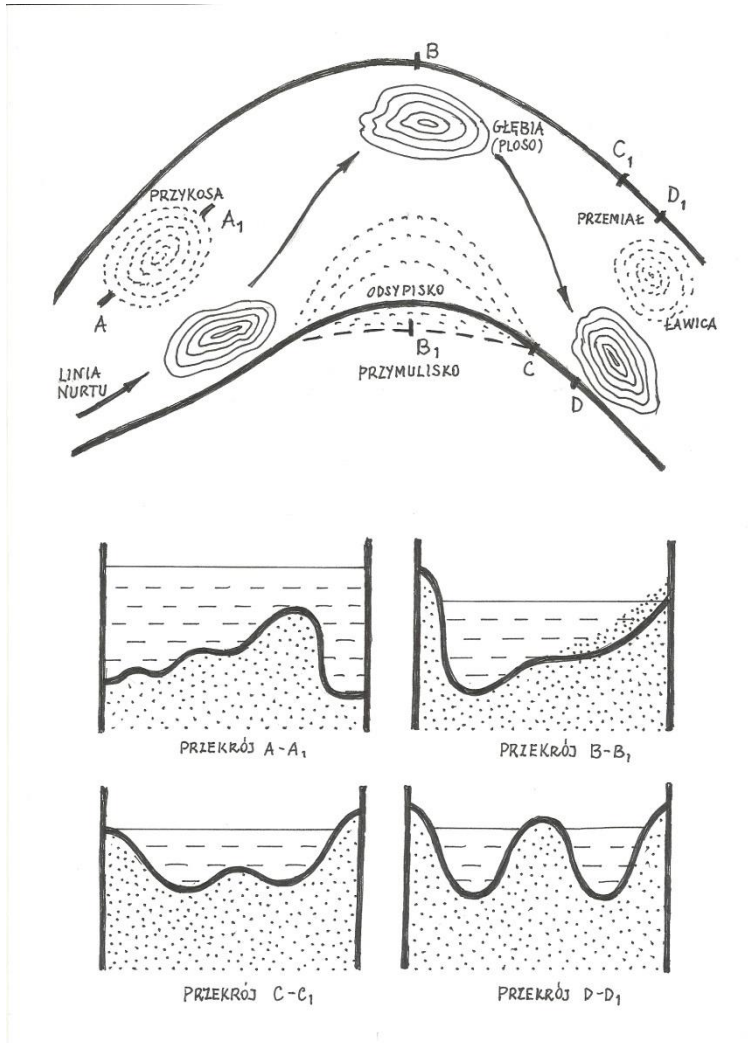 B
GŁĘBIA
(PLOSO)
C₁
D₁
PRZYKOSA
A₁
PRZEMIAŁ
A
ODSYPISKO
ŁAWICA
B₁
LINIA
NURTU
PRZYMULISKO
C
D
PRZEKRÓJ A-A₁
PRZEKRÓJ B-B₁
PRZEKRÓJ C-C₁
PRZEKRÓJ D-D₁